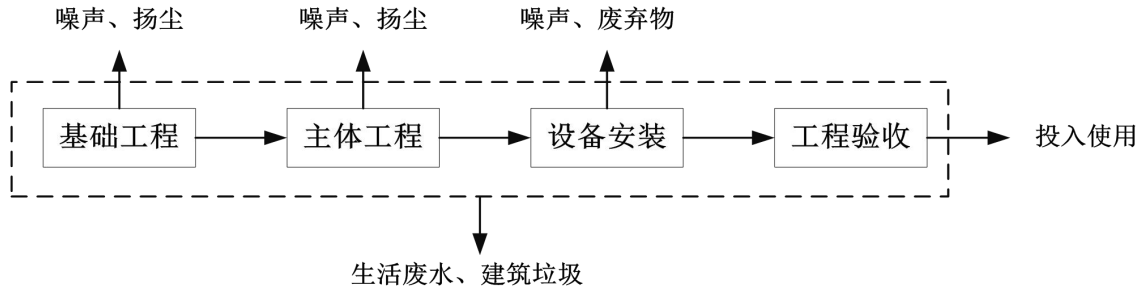 噪声、扬尘
噪声、扬尘
噪声、废弃物
基础工程
主体工程
设备安装
工程验收
投入使用
生活废水、建筑垃圾